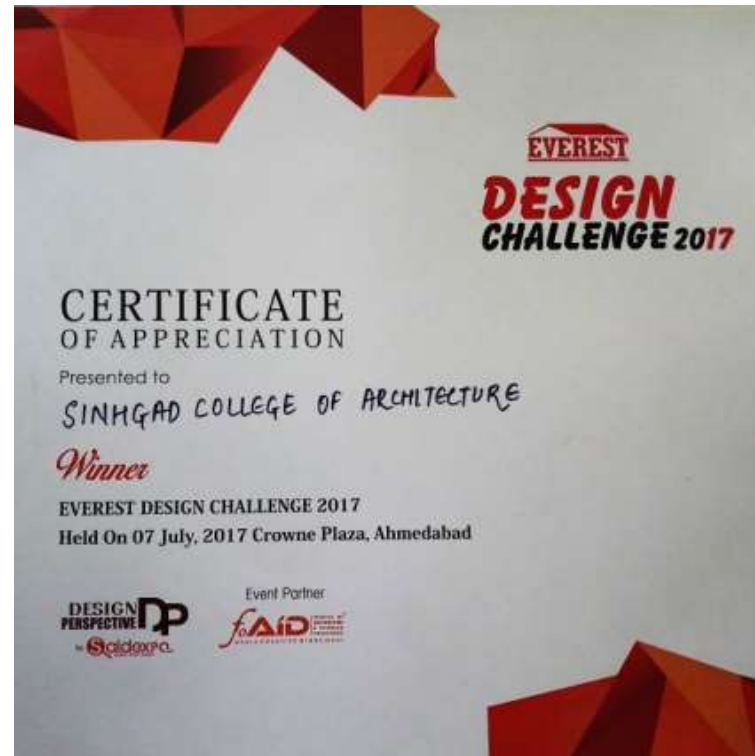 EVEREST
DESIGN
CHALLENGE 2017
CERTIFICATE
OF APPRECIATION
Presented to
SINHGAD COLLEGE OF ARCHITECTURE
Winner
EVEREST DESIGN CHALLENGE 2017
Held On 07 July, 2017 Crowne Plaza, Ahmedabad
DESIGN
PERSPECTIVE DP
Event Partner
foAID